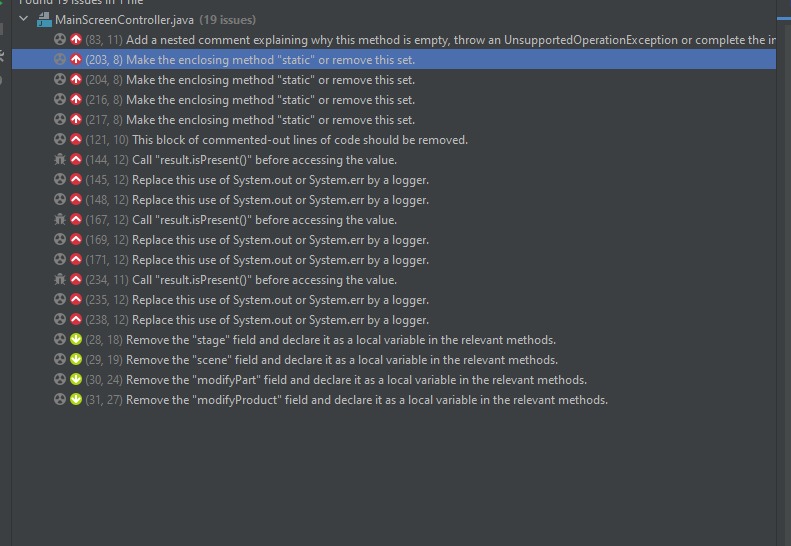 Found 19 issues in 1 file
MainScreenController.java (19 issues)
(83, 11) Add a nested comment explaining why this method is empty, throw an UnsupportedOperationException or complete the
(203, 8) Make the enclosing method "static" or remove this set.
(204, 8) Make the enclosing method "static" or remove this set.
(216, 8) Make the enclosing method "static" or remove this set.
(217, 8) Make the enclosing method "static" or remove this set.
(121, 10) This block of commented-out lines of code should be removed.
(144, 12) Call "result.isPresent()" before accessing the value.
(145, 12) Replace this use of System.out or System.err by a logger.
(148, 12) Replace this use of System.out or System.err by a logger.
(167, 12) Call "result.isPresent()" before accessing the value.
(169, 12) Replace this use of System.out or System.err by a logger.
(171, 12) Replace this use of System.out or System.err by a logger.
(234, 11) Call "result.isPresent()" before accessing the value.
(235, 12) Replace this use of System.out or System.err by a logger.
(238, 12) Replace this use of System.out or System.err by a logger.
(28, 18) Remove the "stage" field and declare it as a local variable in the relevant methods.
(29, 19) Remove the "scene" field and declare it as a local variable in the relevant methods.
(30, 24) Remove the "modifyPart" field and declare it as a local variable in the relevant methods.
(31, 27) Remove the "modifyProduct" field and declare it as a local variable in the relevant methods.